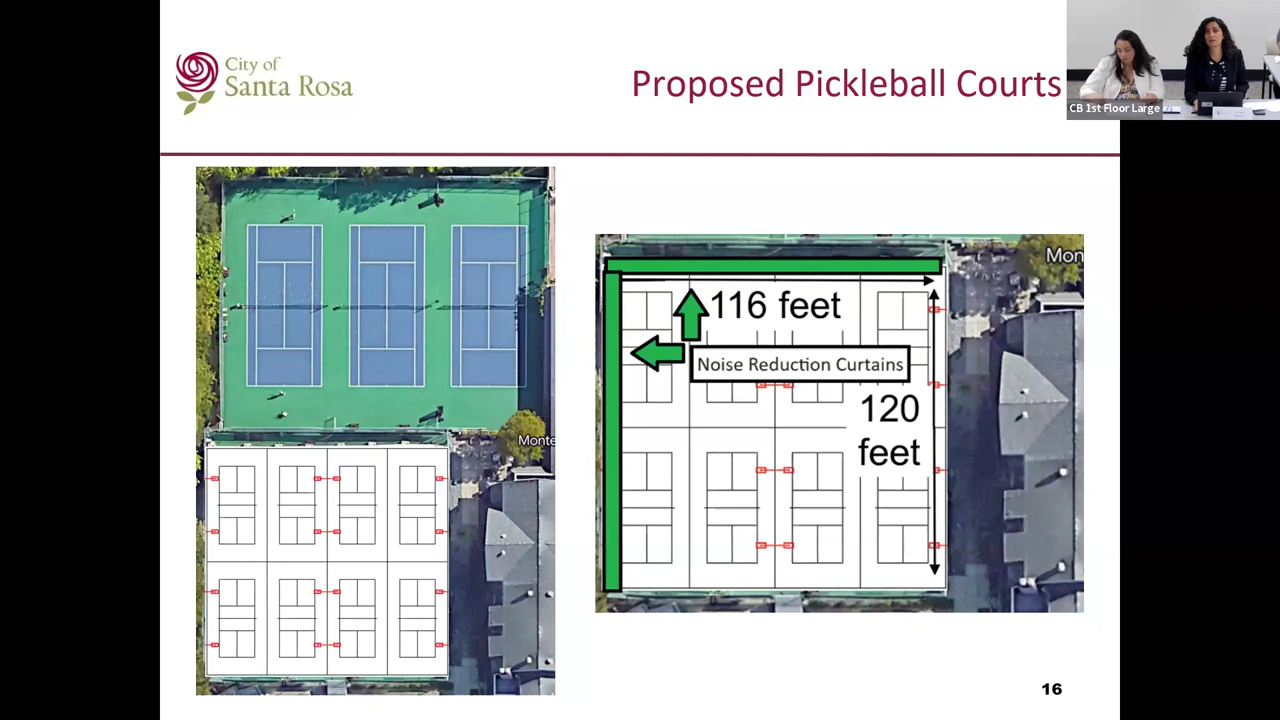 City of
Santa Rosa
Proposed Pickleball Courts
CB 1st Floor Large
Monte
Mon
116 feet
Noise Reduction Curtains
120
feet
16